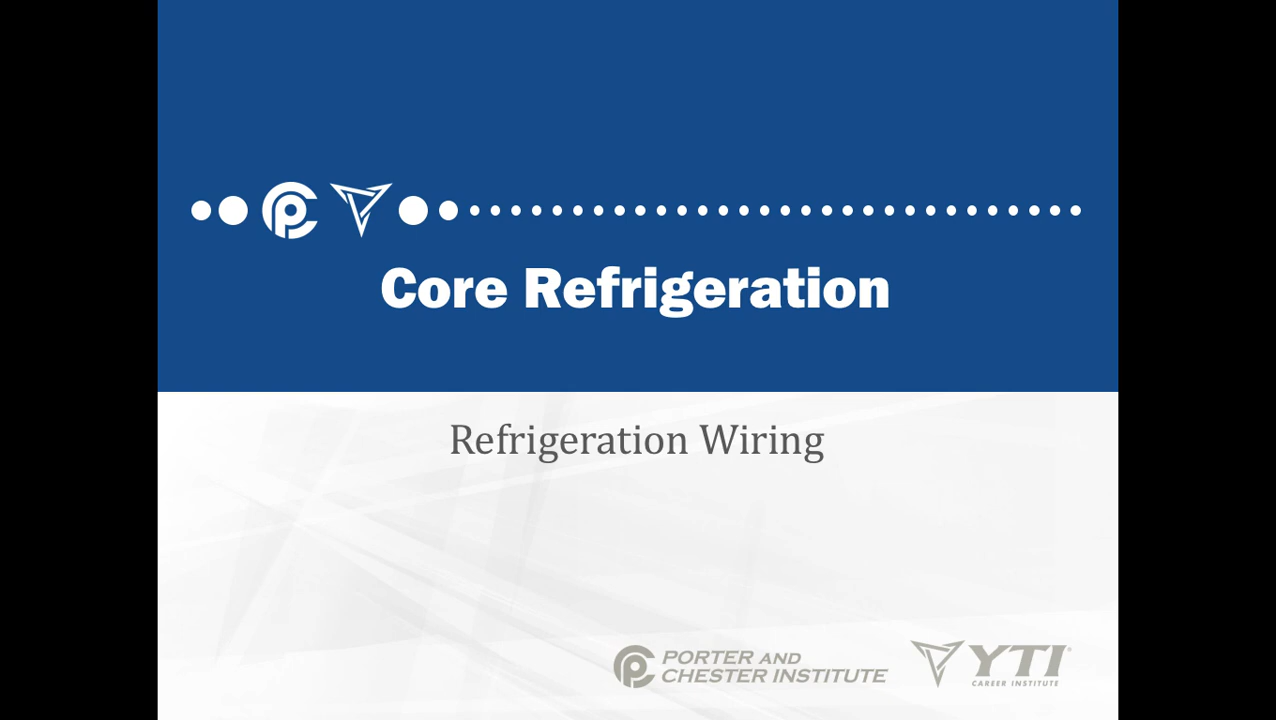 Core Refrigeration
Refrigeration Wiring
PORTER AND
CHESTER INSTITUTE
YTI®
CAREER INSTITUTE